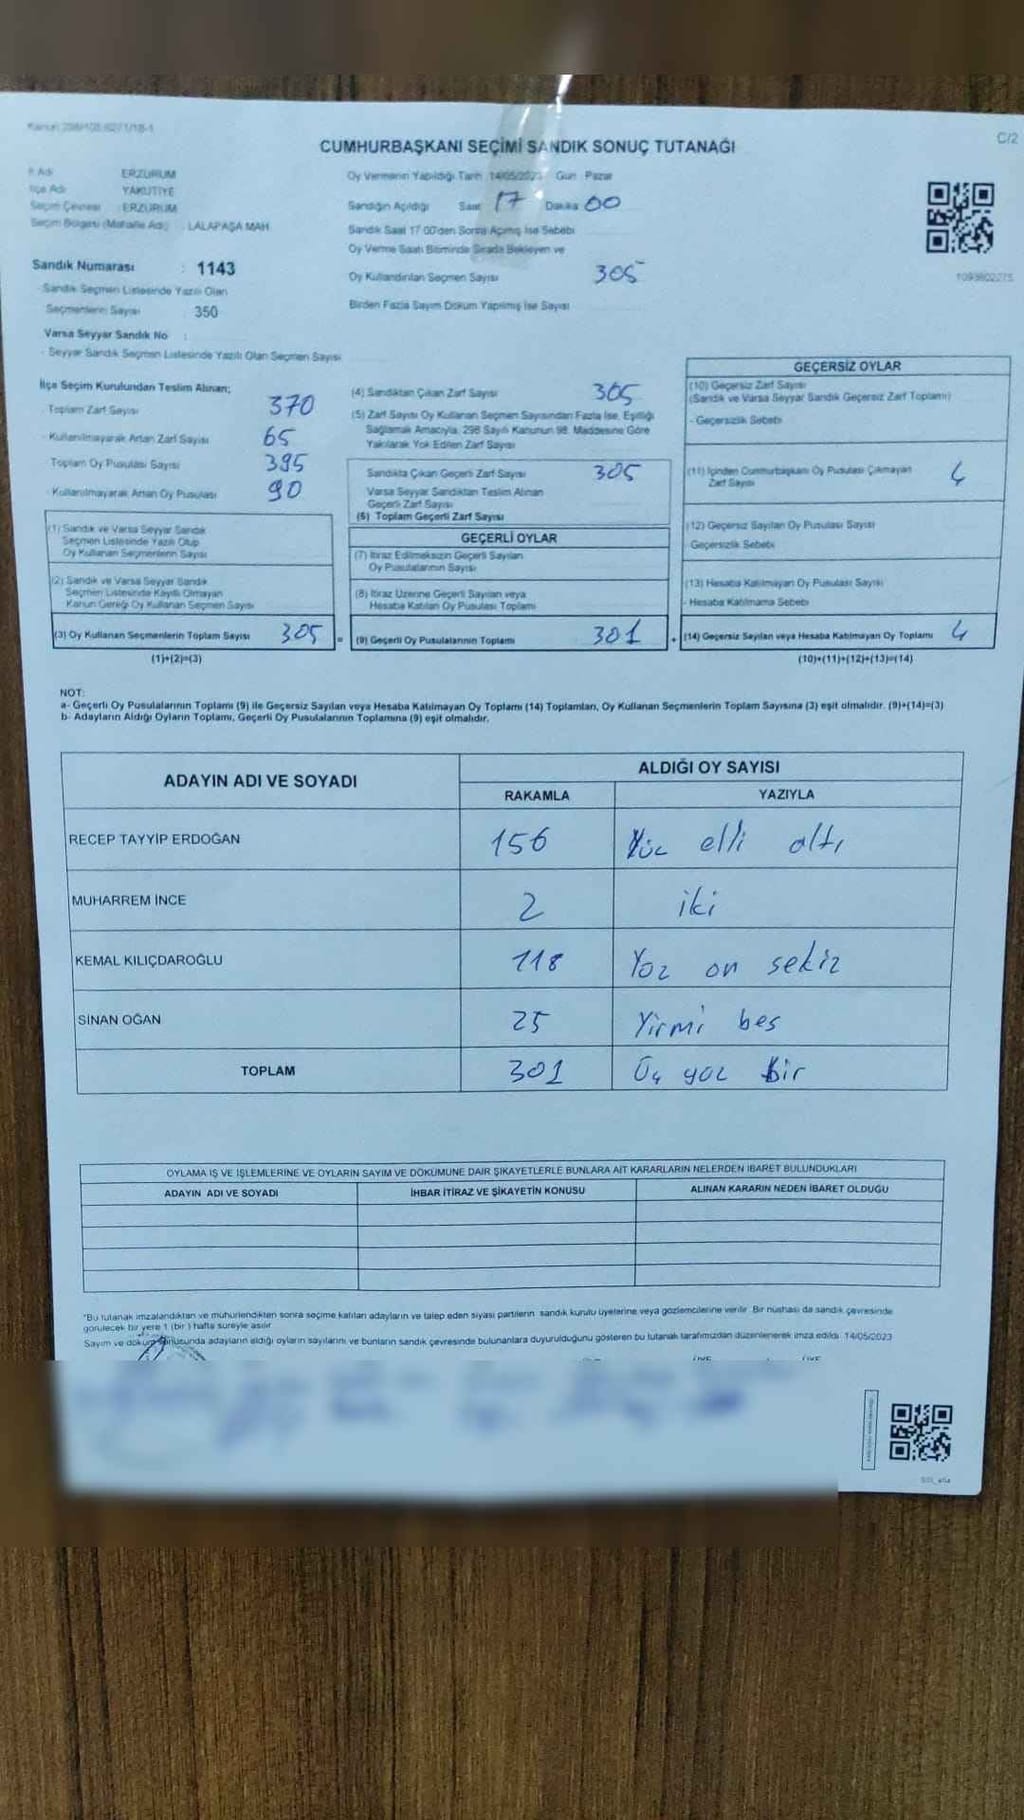 C/2
CUMHURBAŞKANI SEÇİMİ SANDIK SONUÇ TUTANAĞI
İl Adı ERZURUM
İlçe Adı YAKUTİYE
Seçim Çevresi : ERZURUM
Seçim Bölgesi (Mahalle Adı) : LALAPAŞA MAH
Sandık Numarası : 1143
Sandık Seçmen Listesinde Yazılı Olan
Seçmenlerin Sayısı 350
Varsa Seyyar Sandık No :
- Seyyar Sandık Seçmen Listesinde Yazılı Olan Seçmen Sayısı
Oy Vermenin Yapıldığı Tarih 14/05/2023 Gün Pazar
Sandığın Açıldığı Saat 17 Dakika 00
Sandık Saat 17 00'den Sonra Açılmış İse Sebebi
Oy Verme Saati Bitiminde Sırada Bekleyen ve
Oy Kullandırılan Seçmen Sayısı 305
Birden Fazla Sayım Döküm Yapılmış İse Sayısı
1093802275
İlçe Seçim Kurulundan Teslim Alınan;
- Toplam Zarf Sayısı 370
- Kullanılmayarak Artan Zarf Sayısı 65
Toplam Oy Pusulası Sayısı 395
- Kullanılmayarak Artan Oy Pusulası 90
(1) Sandık ve Varsa Seyyar Sandık
Seçmen Listesinde Yazılı Olup
Oy Kullanan Seçmenlerin Sayısı
(2) Sandık ve Varsa Seyyar Sandık
Seçmen Listesinde Kayıtlı Olmayan
Kanun Gereği Oy Kullanan Seçmen Sayısı
(3) Oy Kullanan Seçmenlerin Toplam Sayısı 305 =
(1)+(2)=(3)
(4) Sandıktan Çıkan Zarf Sayısı 305
(5) Zarf Sayısı Oy Kullanan Seçmen Sayısından Fazla İse, Eşitliği
Sağlamak Amacıyla, 298 Sayılı Kanunun 98. Maddesine Göre
Yakılarak Yok Edilen Zarf Sayısı
Sandıkta Çıkan Geçerli Zarf Sayısı 305
Varsa Seyyar Sandıktan Teslim Alınan
Geçerli Zarf Sayısı
(6) Toplam Geçerli Zarf Sayısı
GEÇERLİ OYLAR
(7) İtiraz Edilmeksizin Geçerli Sayılan
Oy Pusulalarının Sayısı
(8) İtiraz Üzerine Geçerli Sayılan veya
Hesaba Katılan Oy Pusulası Toplamı
(9) Geçerli Oy Pusulalarının Toplamı 301 +
GEÇERSİZ OYLAR
(10) Geçersiz Zarf Sayısı
(Sandık ve Varsa Seyyar Sandık Geçersiz Zarf Toplamı)
- Geçersizlik Sebebi
(11) İçinden Cumhurbaşkanı Oy Pusulası Çıkmayan
Zarf Sayısı 4
(12) Geçersiz Sayılan Oy Pusulası Sayısı
- Geçersizlik Sebebi
(13) Hesaba Katılmayan Oy Pusulası Sayısı
- Hesaba Katılmama Sebebi
(14) Geçersiz Sayılan veya Hesaba Katılmayan Oy Toplamı 4
(10)+(11)+(12)+(13)=(14)
NOT:
a- Geçerli Oy Pusulalarının Toplamı (9) ile Geçersiz Sayılan veya Hesaba Katılmayan Oy Toplamı (14) Toplamları, Oy Kullanan Seçmenlerin Toplam Sayısına (3) eşit olmalıdır. (9)+(14)=(3)
b- Adayların Aldığı Oyların Toplamı, Geçerli Oy Pusulalarının Toplamına (9) eşit olmalıdır.
ADAYIN ADI VE SOYADI ALDIĞI OY SAYISI
RAKAMLA YAZIYLA
RECEP TAYYİP ERDOĞAN 156 Yüz elli altı
MUHARREM İNCE 2 iki
KEMAL KILIÇDAROĞLU 118 Yüz on sekiz
SİNAN OĞAN 25 Yirmi beş
TOPLAM 301 Üç yüz bir
OYLAMA İŞ VE İŞLEMLERİNE VE OYLARIN SAYIM VE DÖKÜMÜNE DAİR ŞİKAYETLERLE BUNLARA AİT KARARLARIN NELERDEN İBARET BULUNDUKLARI
ADAYIN ADI VE SOYADI İHBAR İTİRAZ VE ŞİKAYETİN KONUSU ALINAN KARARIN NEDEN İBARET OLDUĞU
*Bu tutanak imzalandıktan ve mühürlendikten sonra seçime katılan adayların ve talep eden siyasi partilerin sandık kurulu üyelerine veya gözlemcilerine verilir. Bir nüshası da sandık çevresinde
görülecek bir yere 1 (bir) hafta süreyle asılır
Sayım ve döküm sonucunda adayların aldığı oyların sayılarını ve bunların sandık çevresinde bulunanlara duyurulduğunu gösteren bu tutanak tarafımızdan düzenlenerek imza edildi. 14/05/2023